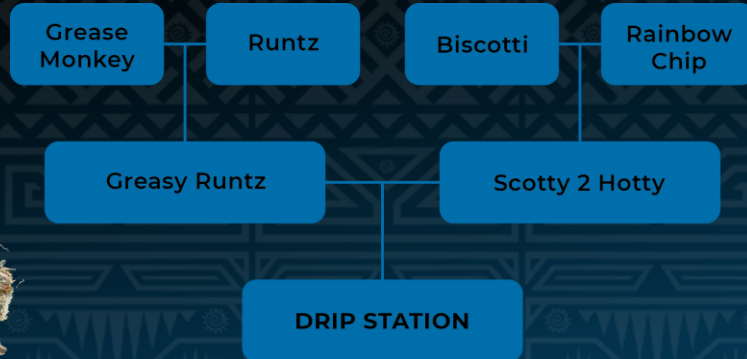 Grease
Monkey
Runtz
Biscotti
Rainbow
Chip
Greasy Runtz
Scotty 2 Hotty
DRIP STATION